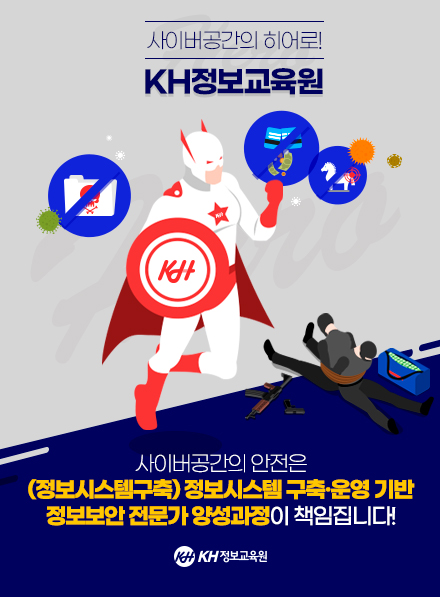 사이버공간의 히어로!
KH정보교육원
KH
KH
사이버공간의 안전은
(정보시스템구축) 정보시스템 구축·운영 기반
정보보안 전문가 양성과정이 책임집니다!
KH KH정보교육원